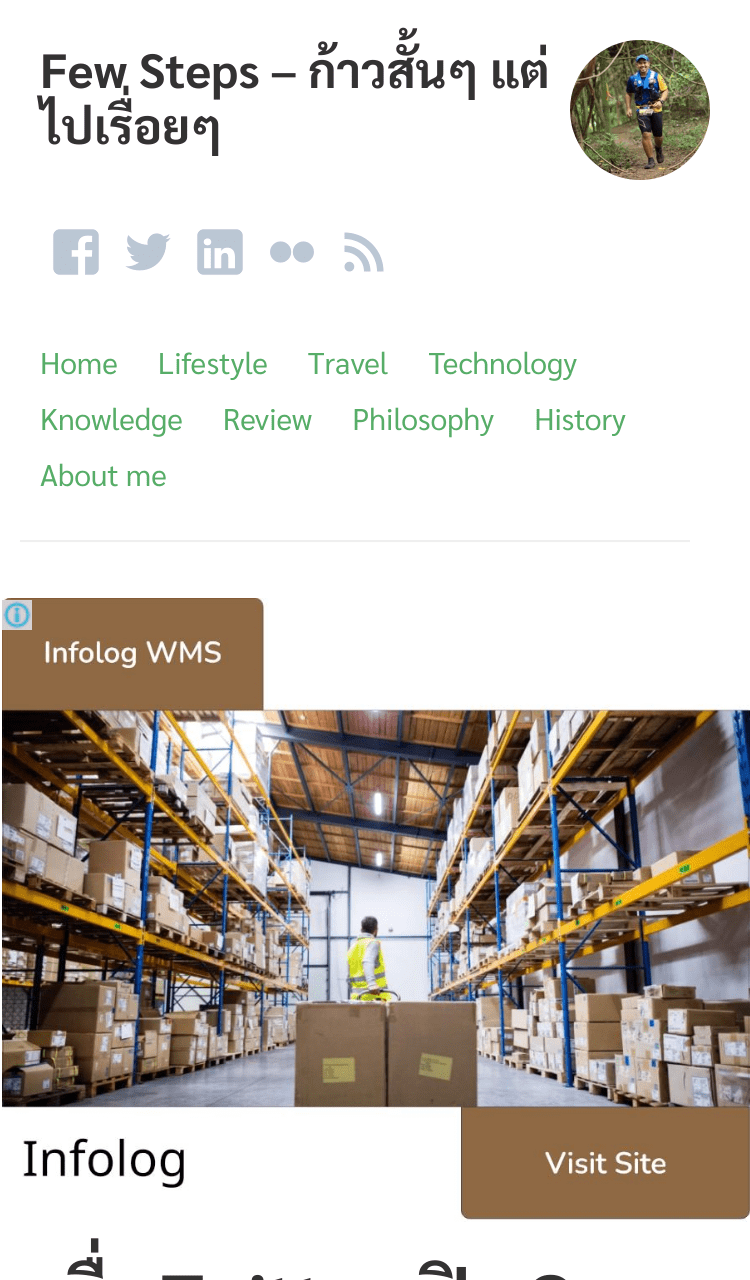 Few Steps – ก้าวสั้นๆ แต่
ไปเรื่อยๆ
Home Lifestyle Travel Technology
Knowledge Review Philosophy History
About me
Infolog WMS
Infolog
Visit Site